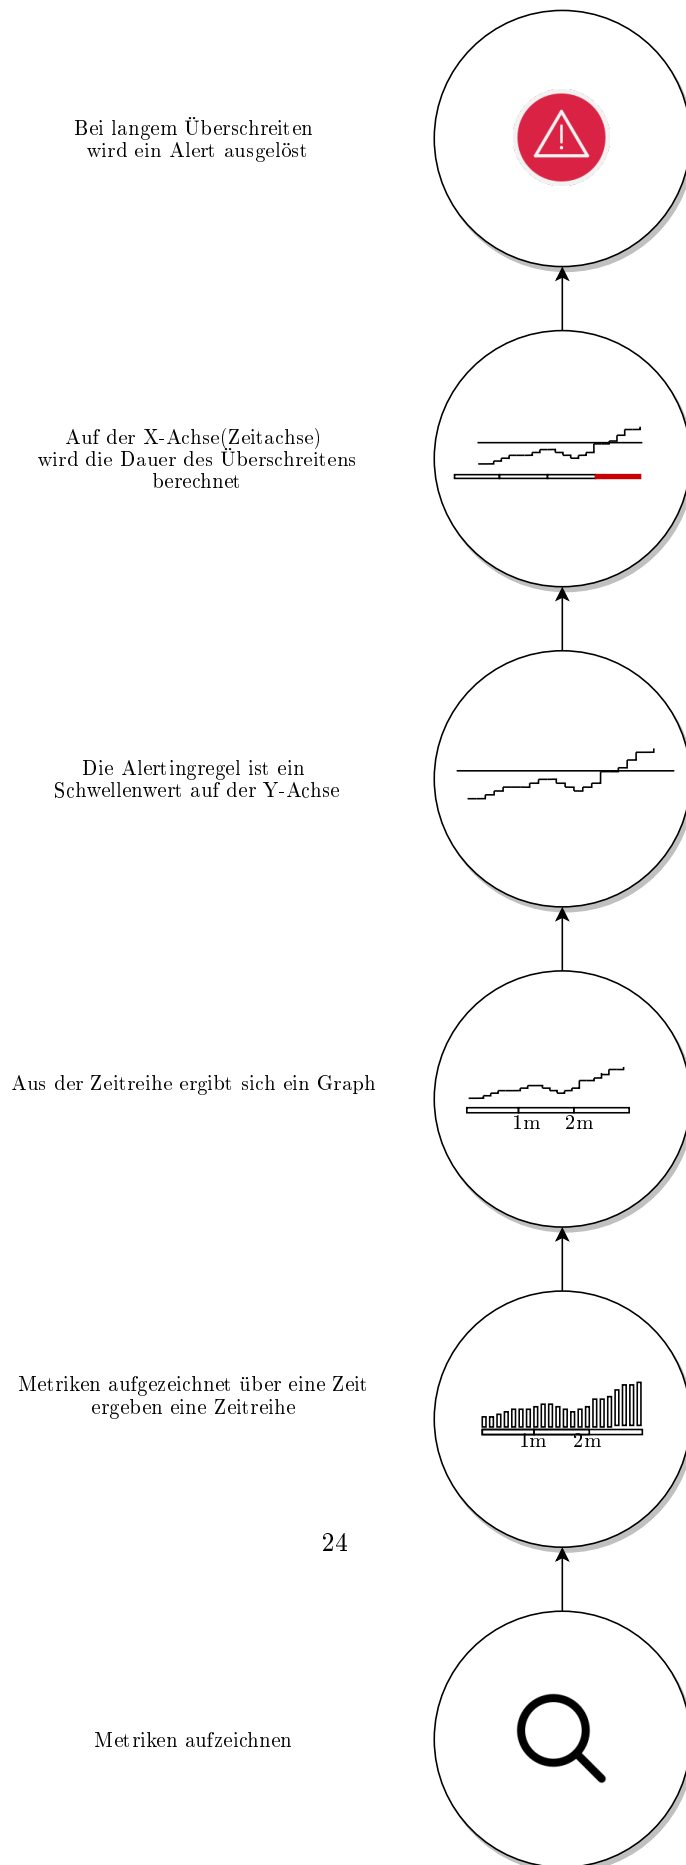 Bei langem Überschreiten
wird ein Alert ausgelöst
Auf der X-Achse(Zeitachse)
wird die Dauer des Überschreitens
berechnet
Die Alertingregel ist ein
Schwellenwert auf der Y-Achse
Aus der Zeitreihe ergibt sich ein Graph
1m 2m
Metriken aufgezeichnet über eine Zeit
ergeben eine Zeitreihe
1m 2m
24
Metriken aufzeichnen